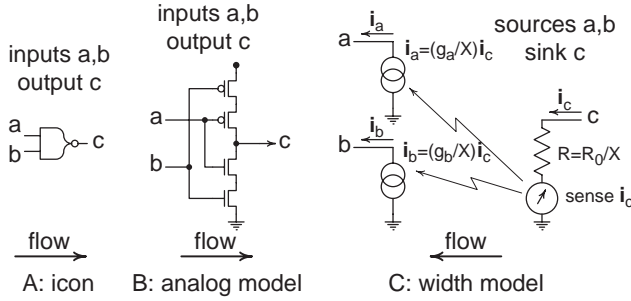 inputs a,b
output c
a
b
c
flow
A: icon
inputs a,b
output c
a
b
c
flow
B: analog model
sources a,b
sink c
i_a
a
i_a=(g_a/X)i_c
i_b
b
i_b=(g_b/X)i_c
i_c
c
R=R_0/X
sense i_c
flow
C: width model